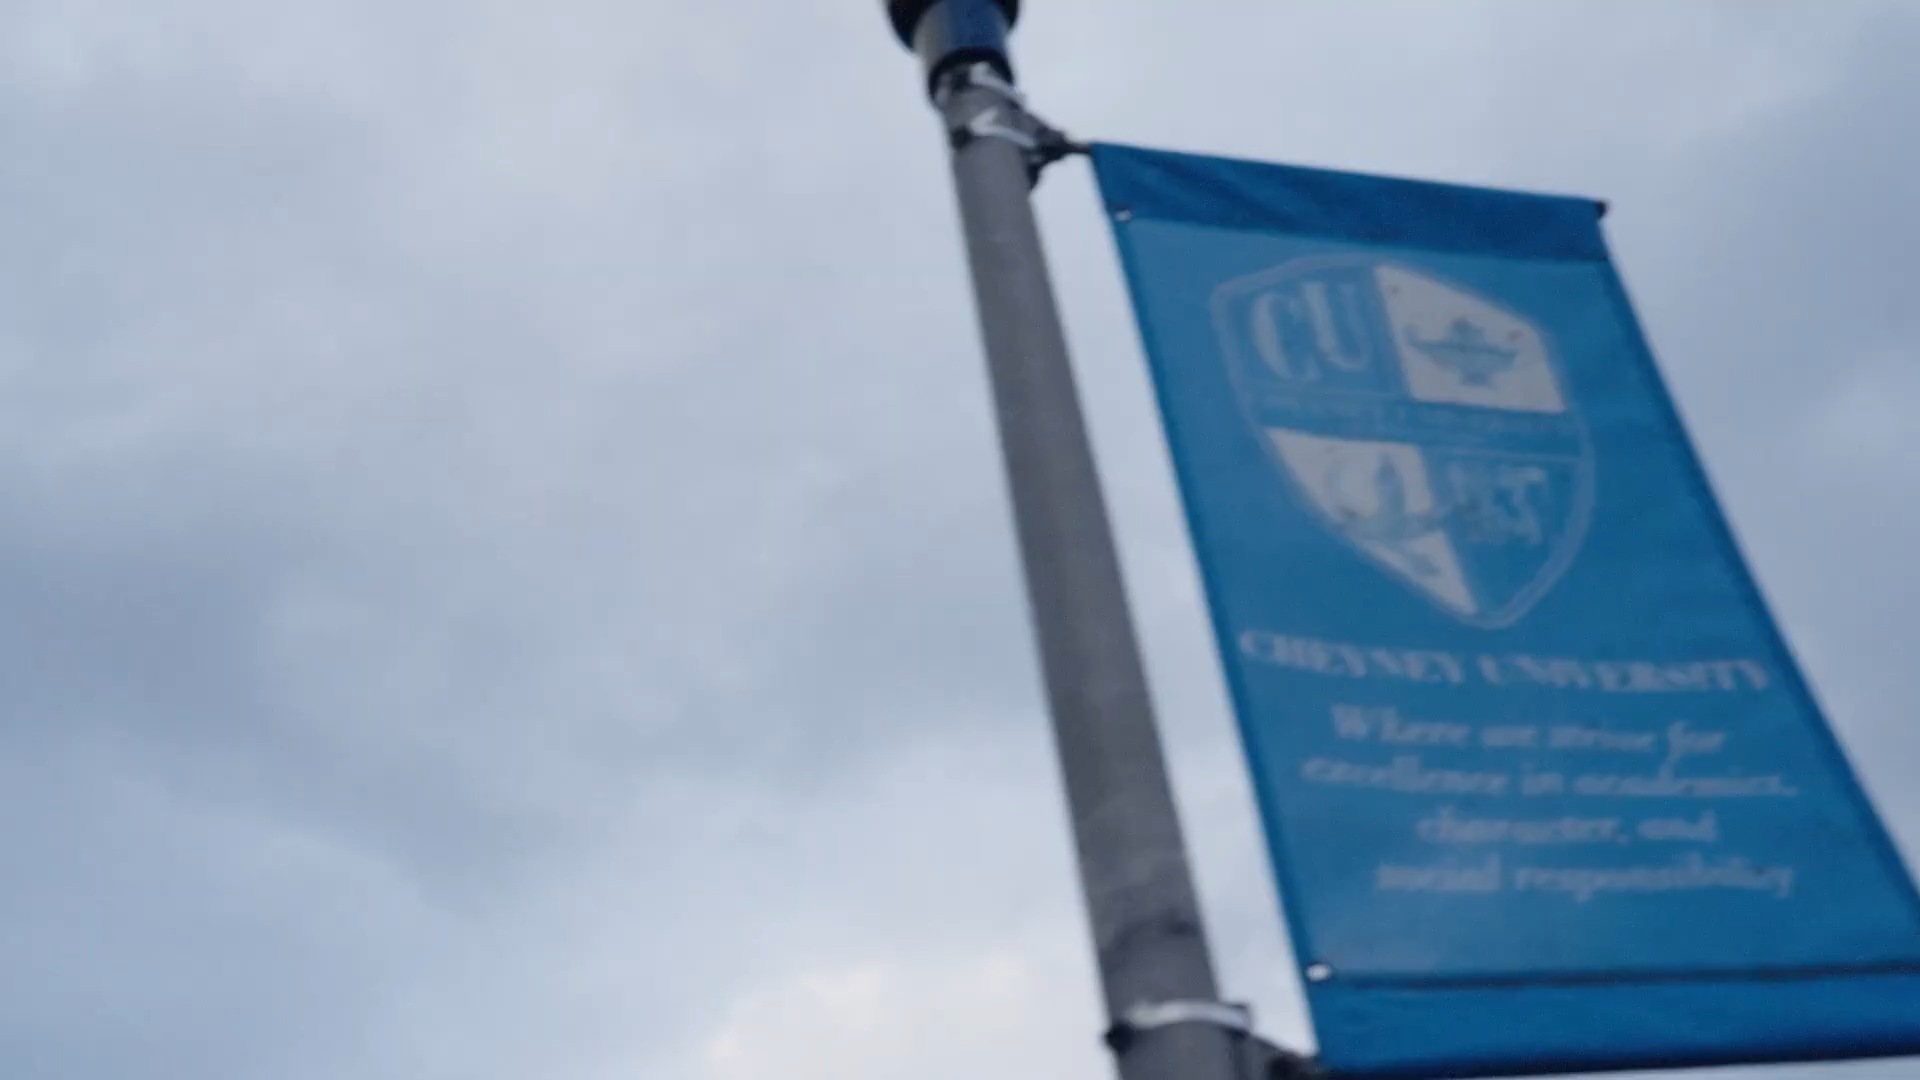 CU
CHEYNEY UNIVERSITY
Where we strive for
excellence in academics,
character, and
social responsibility